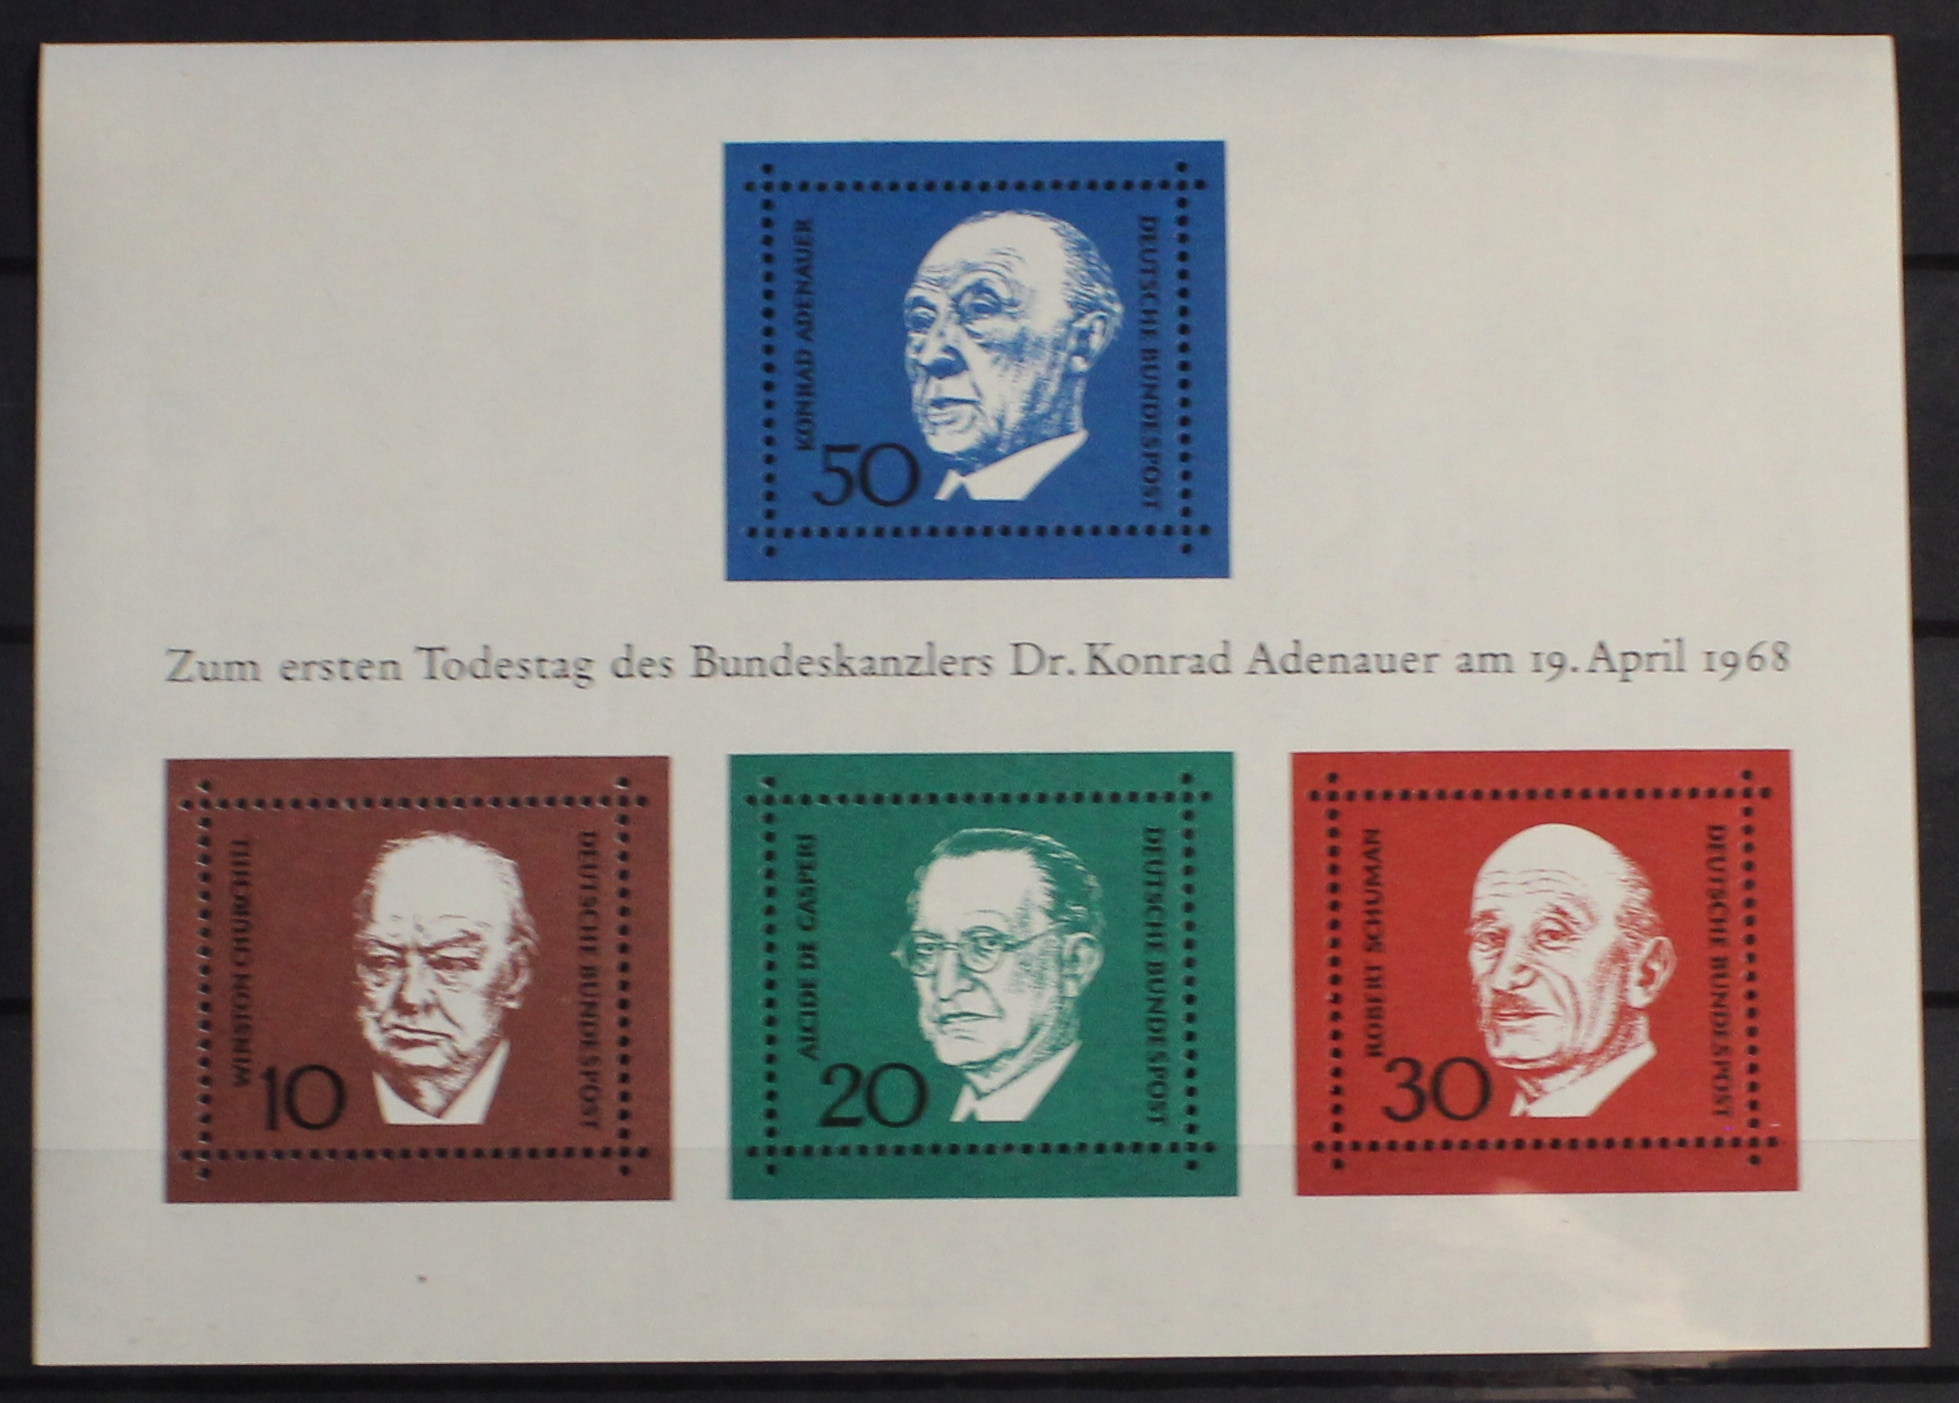 KONRAD ADENAUER
DEUTSCHE BUNDESPOST
50
Zum ersten Todestag des Bundeskanzlers Dr. Konrad Adenauer am 19. April 1968
WINSTON CHURCHILL
DEUTSCHE BUNDESPOST
10
ALCIDE DE GASPERI
DEUTSCHE BUNDESPOST
20
ROBERT SCHUMAN
DEUTSCHE BUNDESPOST
30